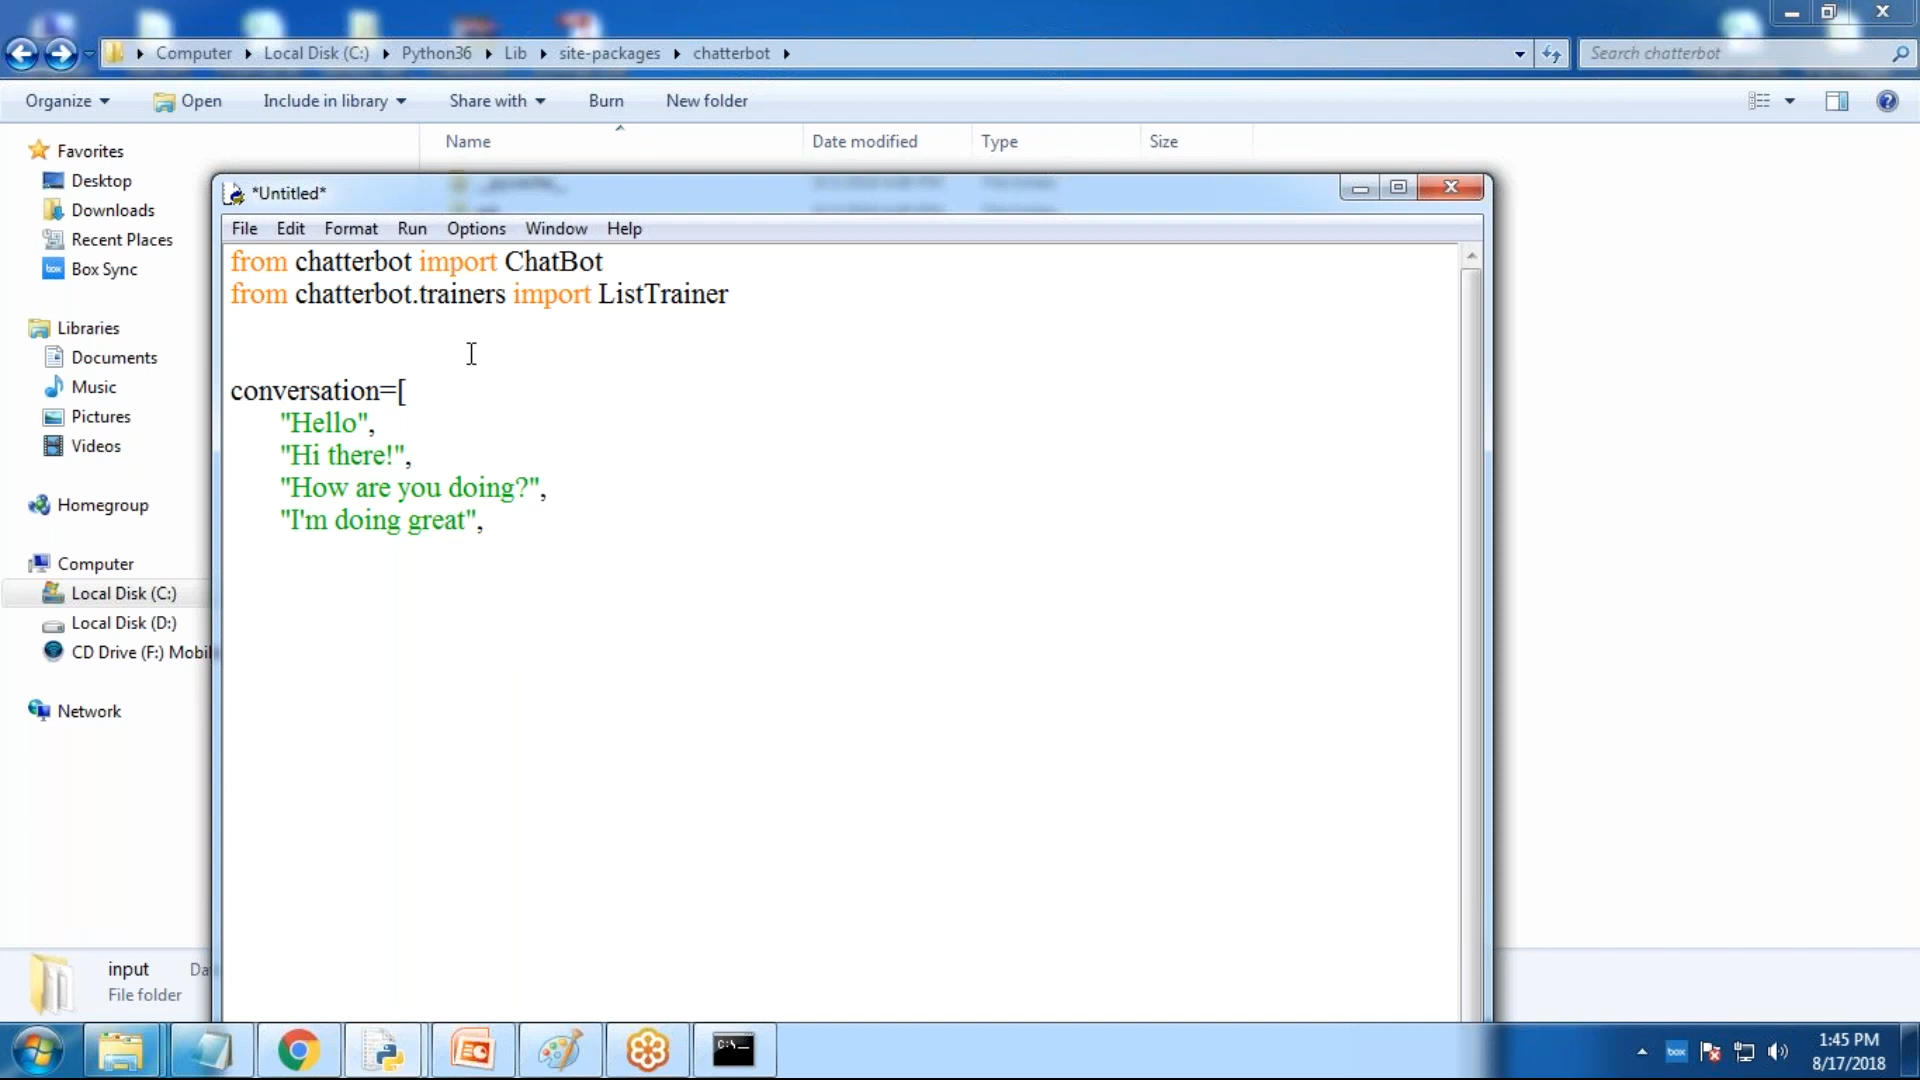 Computer Local Disk (C:) Python36 Lib site-packages chatterbot
Search chatterbot
Organize Open Include in library Share with Burn New folder
Name Date modified Type Size
Favorites
Desktop
Downloads
Recent Places
Box Sync
Libraries
Documents
Music
Pictures
Videos
Homegroup
Computer
Local Disk (C:)
Local Disk (D:)
CD Drive (F:) Mobil
Network
*Untitled*
File Edit Format Run Options Window Help
from chatterbot import ChatBot
from chatterbot.trainers import ListTrainer
conversation=[
"Hello",
"Hi there!",
"How are you doing?",
"I'm doing great",
input Da
File folder
C:\
box
1:45 PM
8/17/2018